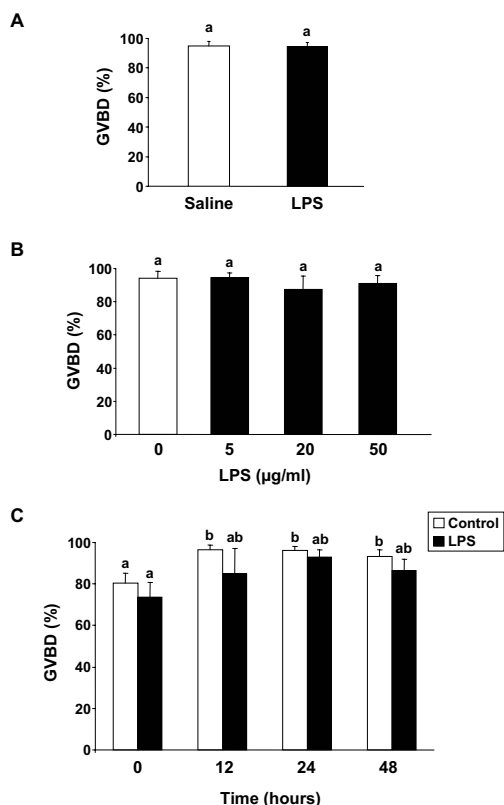 A
a a
GVBD (%)
100
80
60
40
20
0
Saline LPS
B
a a a a
GVBD (%)
100
80
60
40
20
0
0 5 20 50
LPS (µg/ml)
C
Control
LPS
a a b ab b ab b ab
GVBD (%)
100
80
60
40
20
0
0 12 24 48
Time (hours)